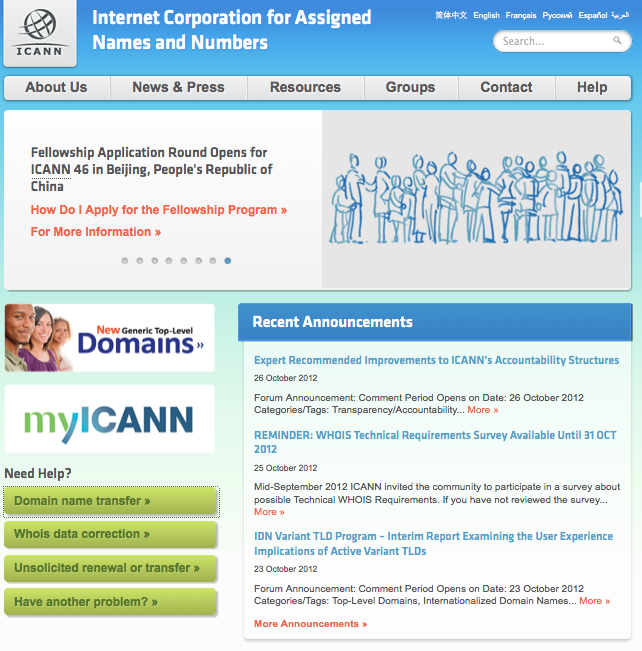 ICANN
Internet Corporation for Assigned
Names and Numbers
简体中文 English Français Русский Español العربية
Search...
About Us News & Press Resources Groups Contact Help
Fellowship Application Round Opens for
ICANN 46 in Beijing, People's Republic of
China
How Do I Apply for the Fellowship Program »
For More Information »
New Generic Top-Level
Domains »
myICANN
Need Help?
Domain name transfer »
Whois data correction »
Unsolicited renewal or transfer »
Have another problem? »
Recent Announcements
Expert Recommended Improvements to ICANN's Accountability Structures
26 October 2012
Forum Announcement: Comment Period Opens on Date: 26 October 2012
Categories/Tags: Transparency/Accountability... More »
REMINDER: WHOIS Technical Requirements Survey Available Until 31 OCT
2012
25 October 2012
Mid-September 2012 ICANN invited the community to participate in a survey about
possible Technical WHOIS Requirements. If you have not reviewed the survey...
More »
IDN Variant TLD Program – Interim Report Examining the User Experience
Implications of Active Variant TLDs
23 October 2012
Forum Announcement: Comment Period Opens on Date: 23 October 2012
Categories/Tags: Top-Level Domains, Internationalized Domain Names... More »
More Announcements »